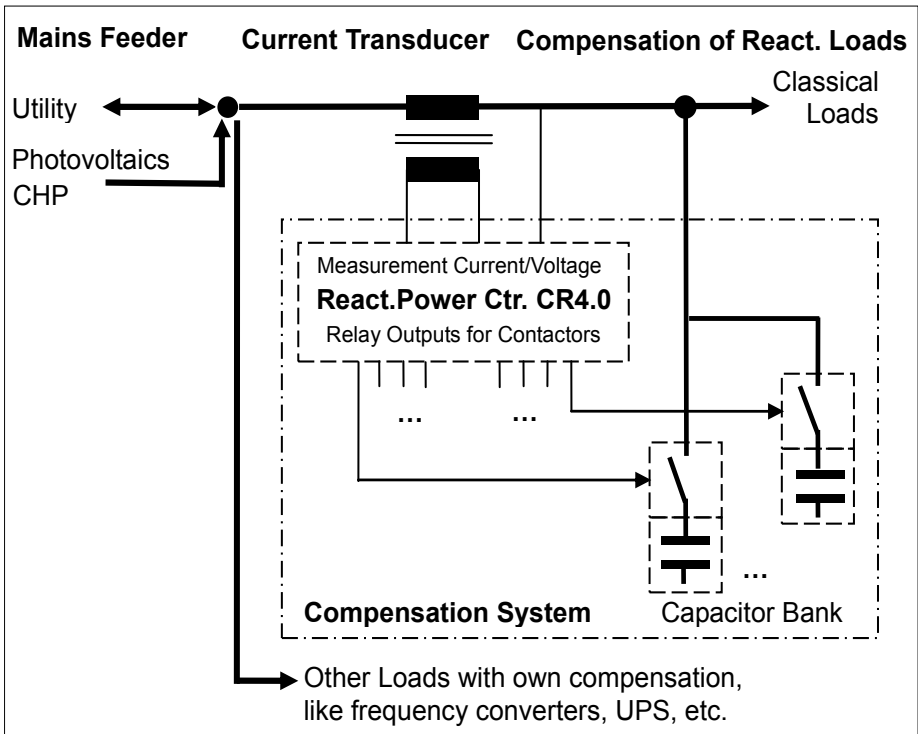 Mains Feeder Current Transducer Compensation of React. Loads
Classical
Utility Loads
Photovoltaics
CHP
Measurement Current/Voltage
React.Power Ctr. CR4.0
Relay Outputs for Contactors
... ...
...
Compensation System Capacitor Bank
Other Loads with own compensation,
like frequency converters, UPS, etc.